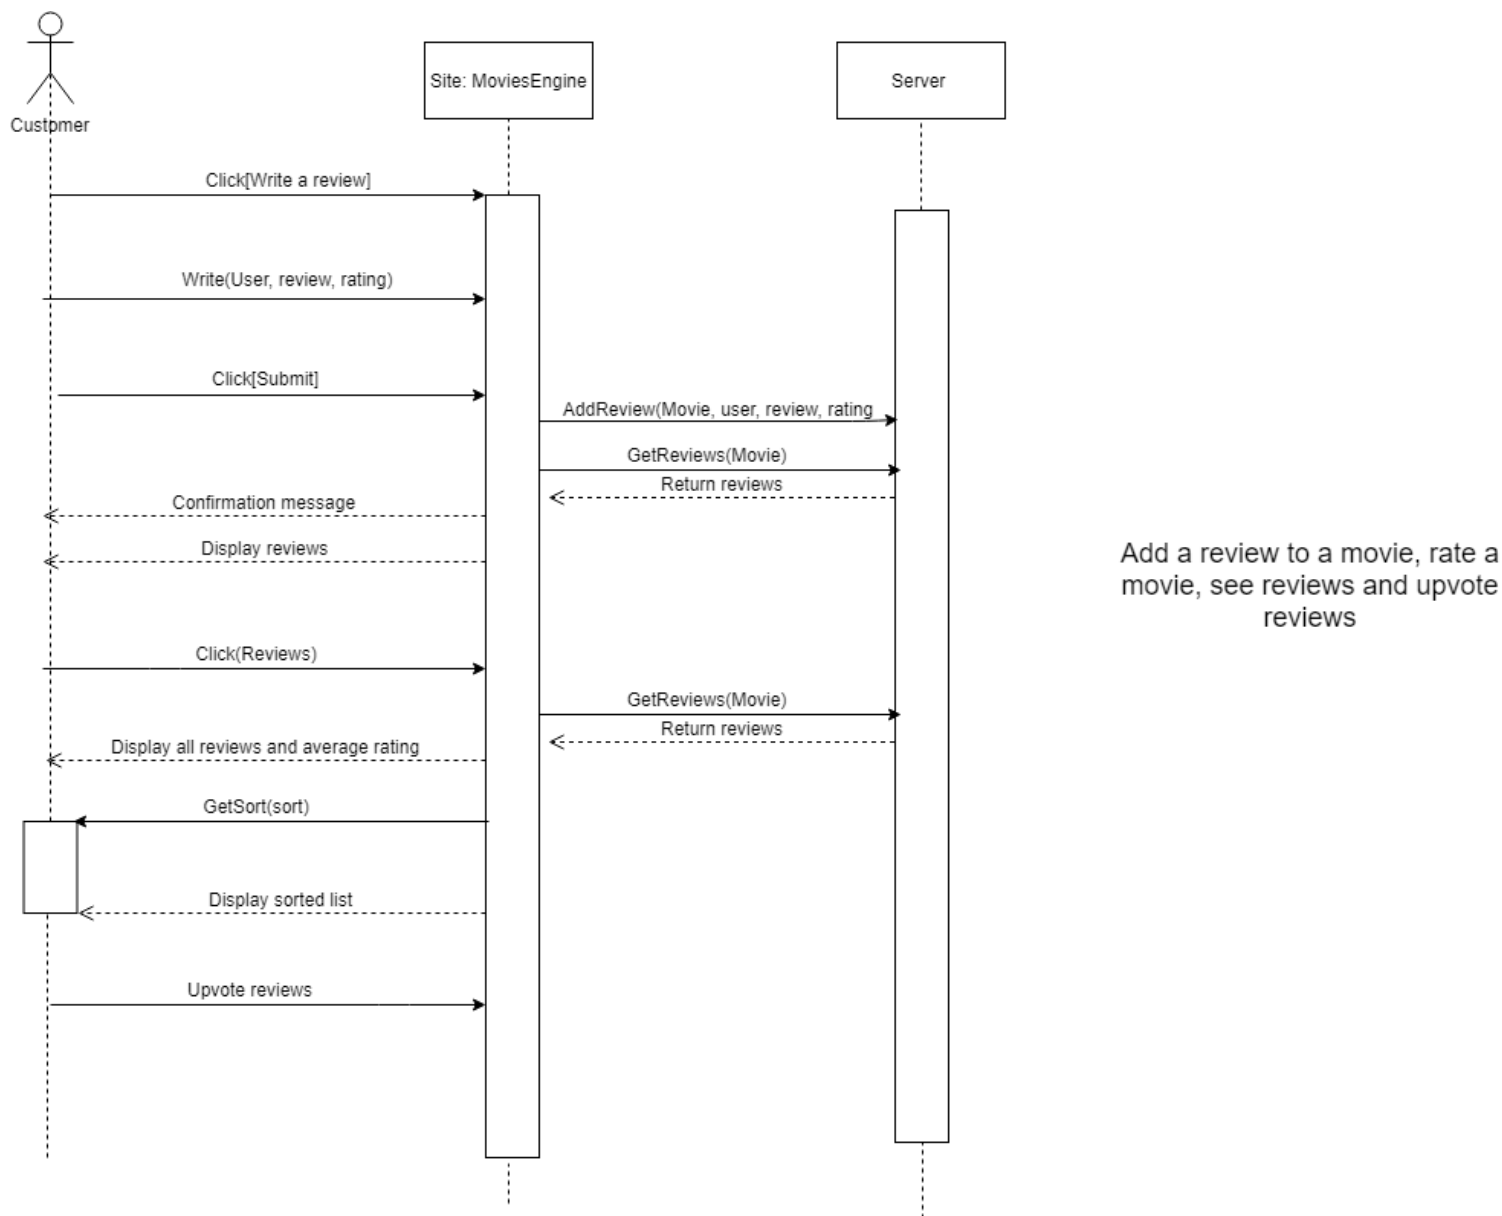 Site: MoviesEngine
Server
Customer
Click[Write a review]
Write(User, review, rating)
Click[Submit]
AddReview(Movie, user, review, rating
GetReviews(Movie)
Return reviews
Confirmation message
Display reviews
Add a review to a movie, rate a
movie, see reviews and upvote
reviews
Click(Reviews)
GetReviews(Movie)
Return reviews
Display all reviews and average rating
GetSort(sort)
Display sorted list
Upvote reviews